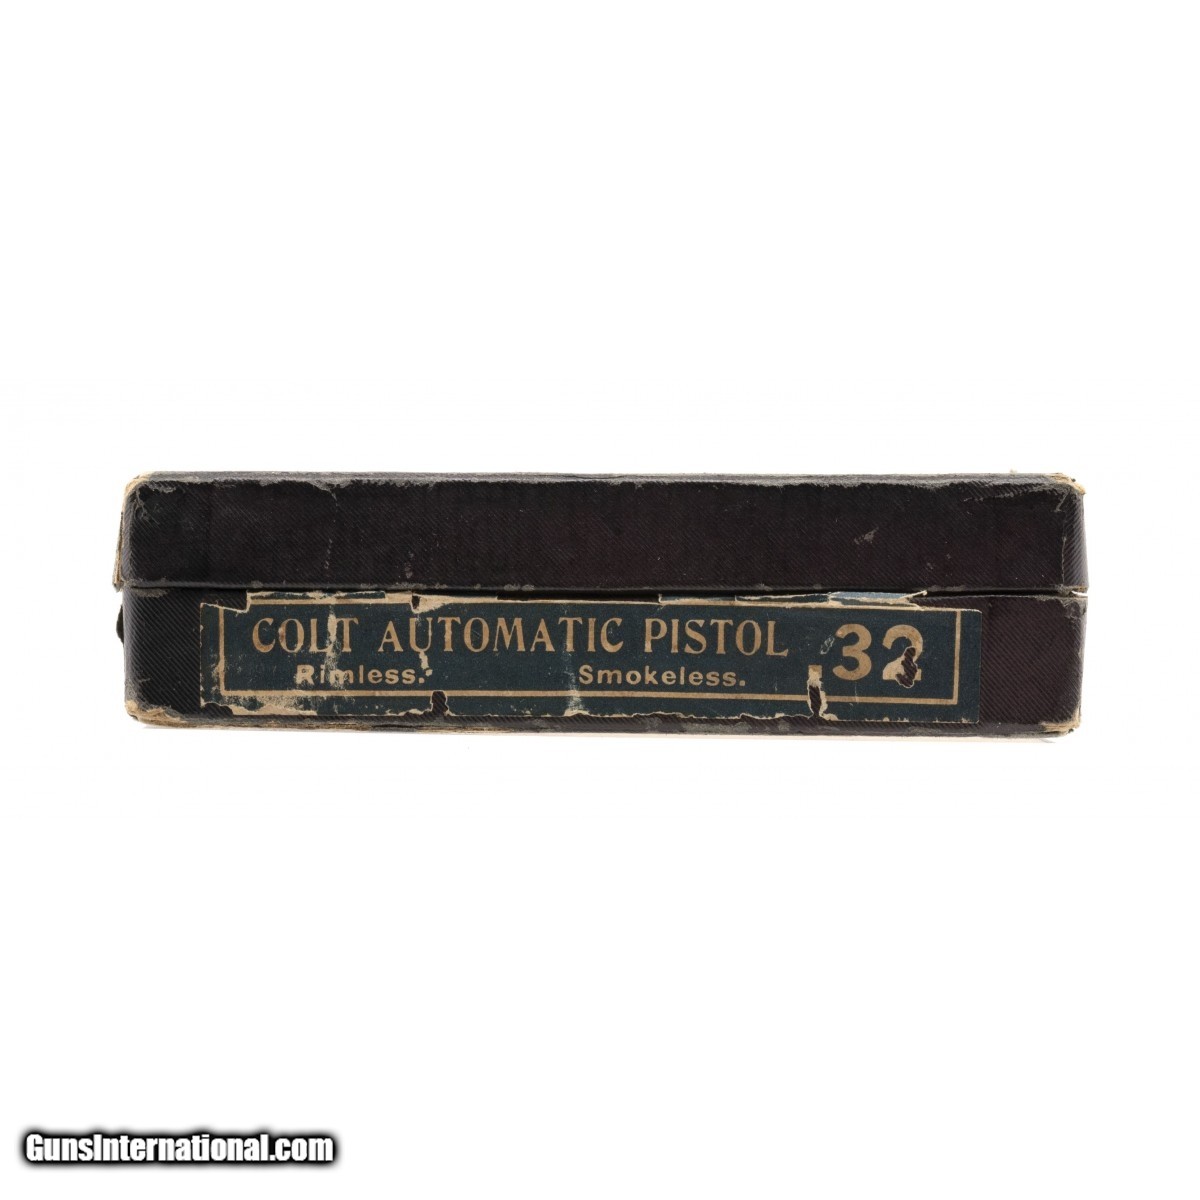 COLT AUTOMATIC PISTOL .32
Rimless. Smokeless.
GunsInternational.com